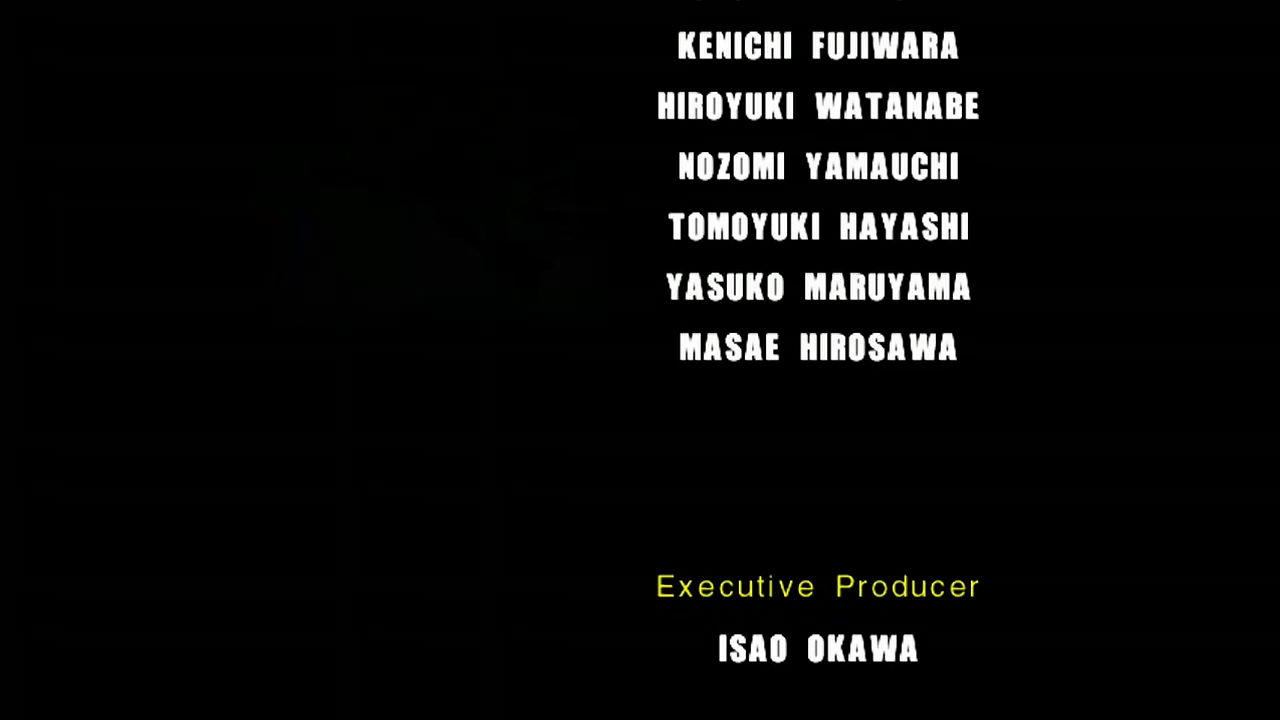 KENICHI FUJIWARA
HIROYUKI WATANABE
NOZOMI YAMAUCHI
TOMOYUKI HAYASHI
YASUKO MARUYAMA
MASAE HIROSAWA
Executive Producer
ISAO OKAWA